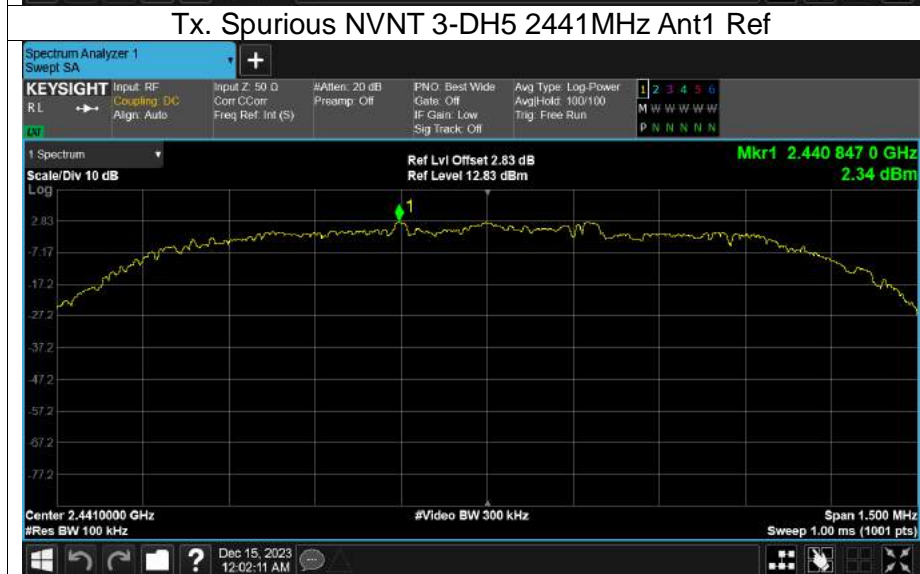 Tx. Spurious NVNT 3-DH5 2441MHz Ant1 Ref
Spectrum Analyzer 1
Swept SA
+
KEYSIGHT Input: RF Input Z: 50 Ω #Atten: 20 dB PNO: Best Wide Avg Type: Log-Power 1 2 3 4 5 6
RL Coupling: DC Corr CCorr Preamp: Off Gate: Off Avg|Hold: 100/100 M W W W W W
Align: Auto Freq Ref: Int (S) IF Gain: Low Trig: Free Run
Sig Track: Off P N N N N N
1 Spectrum Ref Lvl Offset 2.83 dB Mkr1 2.440 847 0 GHz
Scale/Div 10 dB Ref Level 12.83 dBm 2.34 dBm
Log
1
2.83
-7.17
-17.2
-27.2
-37.2
-47.2
-57.2
-67.2
-77.2
Center 2.4410000 GHz #Video BW 300 kHz Span 1.500 MHz
#Res BW 100 kHz Sweep 1.00 ms (1001 pts)
? Dec 15, 2023
12:02:11 AM